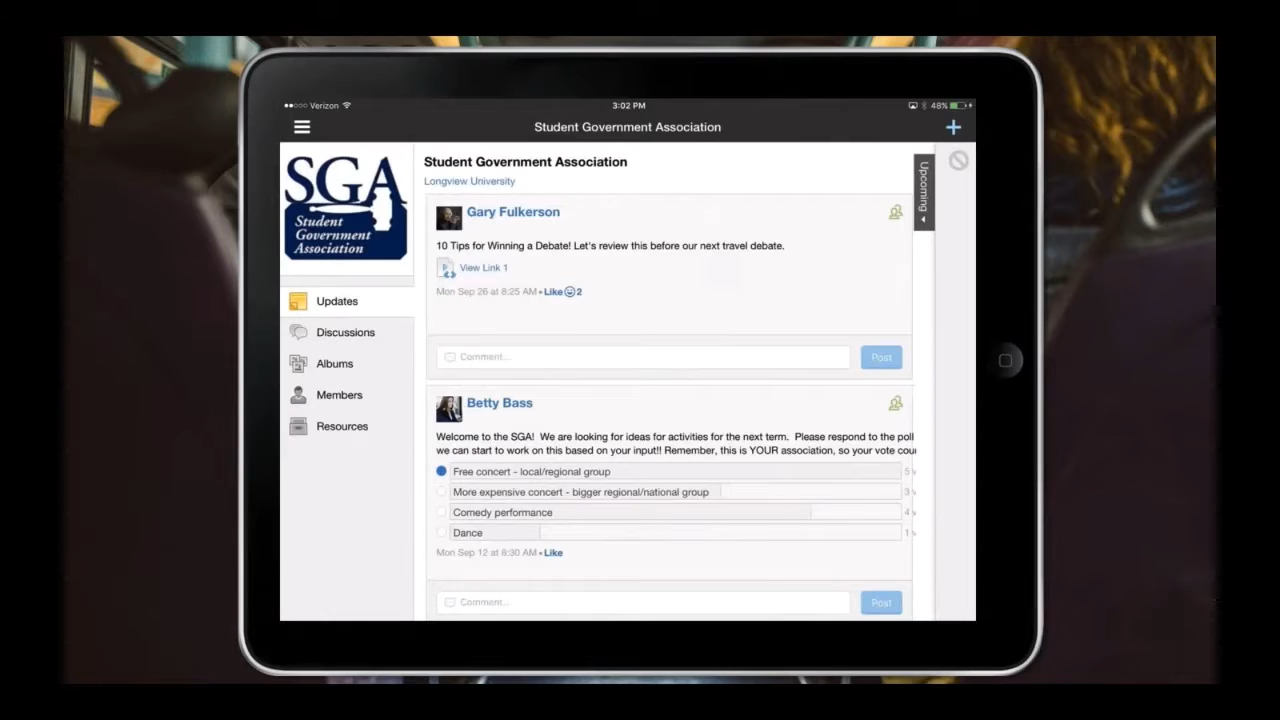 Verizon
3:02 PM
48%
Student Government Association
SGA
Student
Government
Association
Updates
Discussions
Albums
Members
Resources
Student Government Association
Longview University
Upcoming
Gary Fulkerson
10 Tips for Winning a Debate! Let's review this before our next travel debate.
View Link 1
Mon Sep 26 at 8:25 AM • Like 2
Comment...
Post
Betty Bass
Welcome to the SGA! We are looking for ideas for activities for the next term. Please respond to the poll
we can start to work on this based on your input!! Remember, this is YOUR association, so your vote cou
Free concert - local/regional group
5 v
More expensive concert - bigger regional/national group
3 v
Comedy performance
4 v
Dance
1 v
Mon Sep 12 at 8:30 AM • Like
Comment...
Post